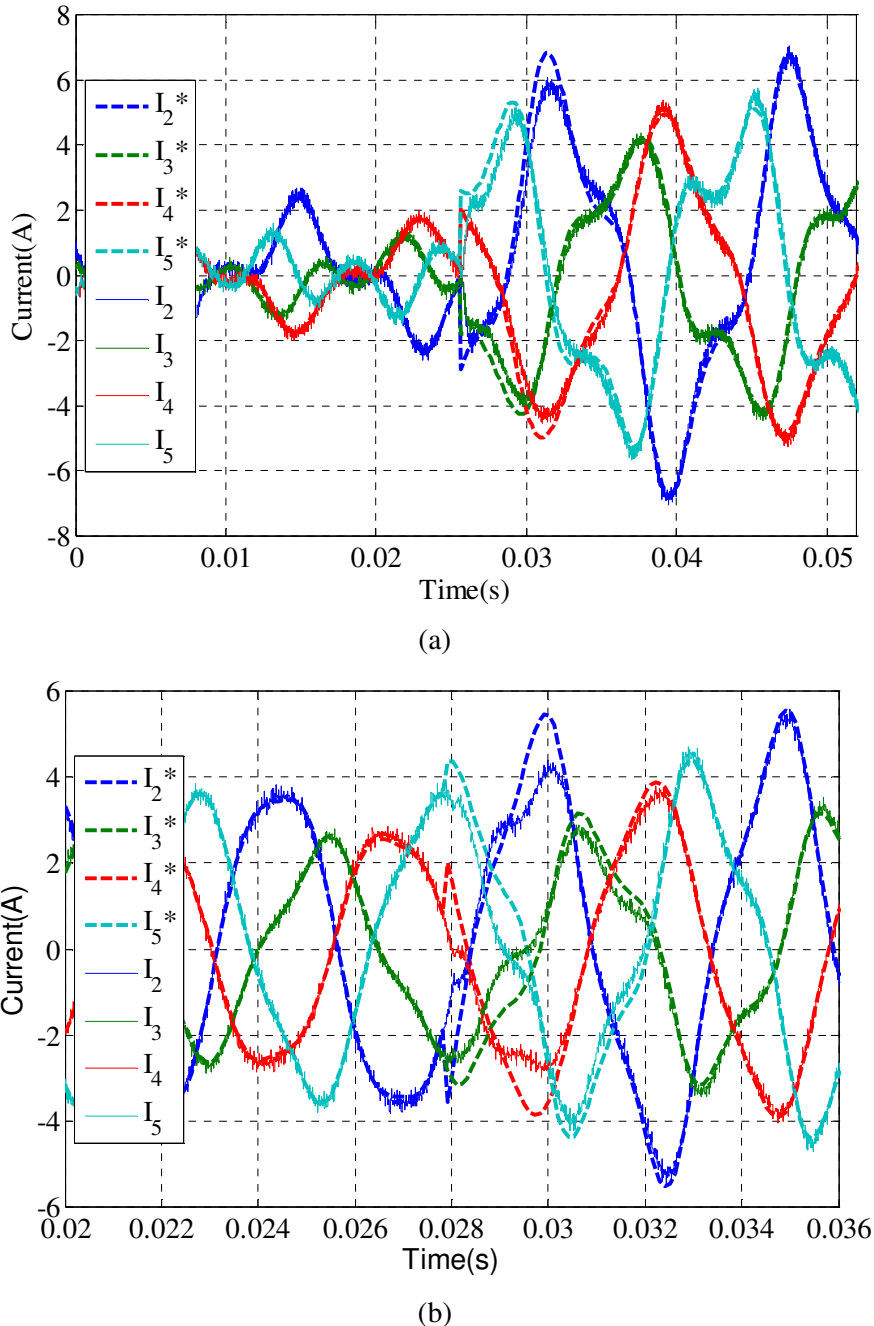 8
6
4
2
0
-2
-4
-6
-8
Current(A)
I2*
I3*
I4*
I5*
I2
I3
I4
I5
0 0.01 0.02 0.03 0.04 0.05
Time(s)
(a)
6
4
2
0
-2
-4
-6
Current(A)
I2*
I3*
I4*
I5*
I2
I3
I4
I5
0.02 0.022 0.024 0.026 0.028 0.03 0.032 0.034 0.036
Time(s)
(b)